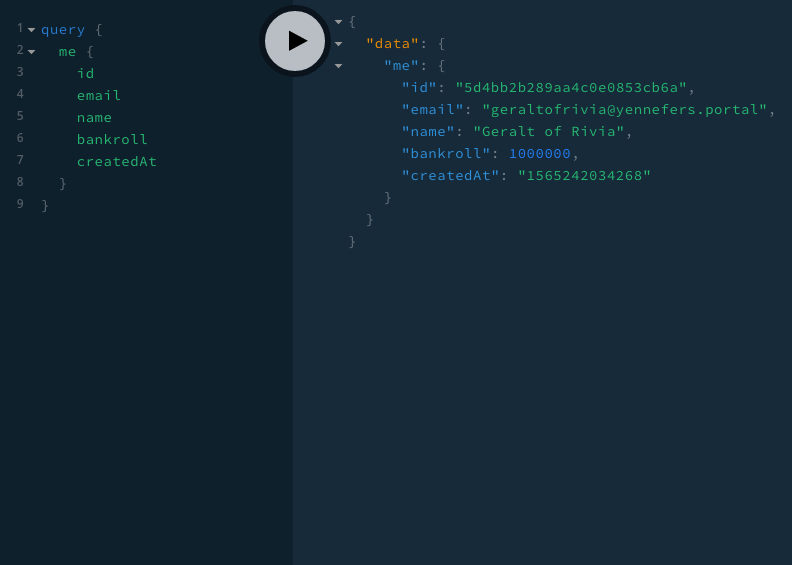 1 query {
2 me {
3 id
4 email
5 name
6 bankroll
7 createdAt
8 }
9 }
{
"data": {
"me": {
"id": "5d4bb2b289aa4c0e0853cb6a",
"email": "geraltofrivia@yennefers.portal",
"name": "Geralt of Rivia",
"bankroll": 1000000,
"createdAt": "1565242034268"
}
}
}